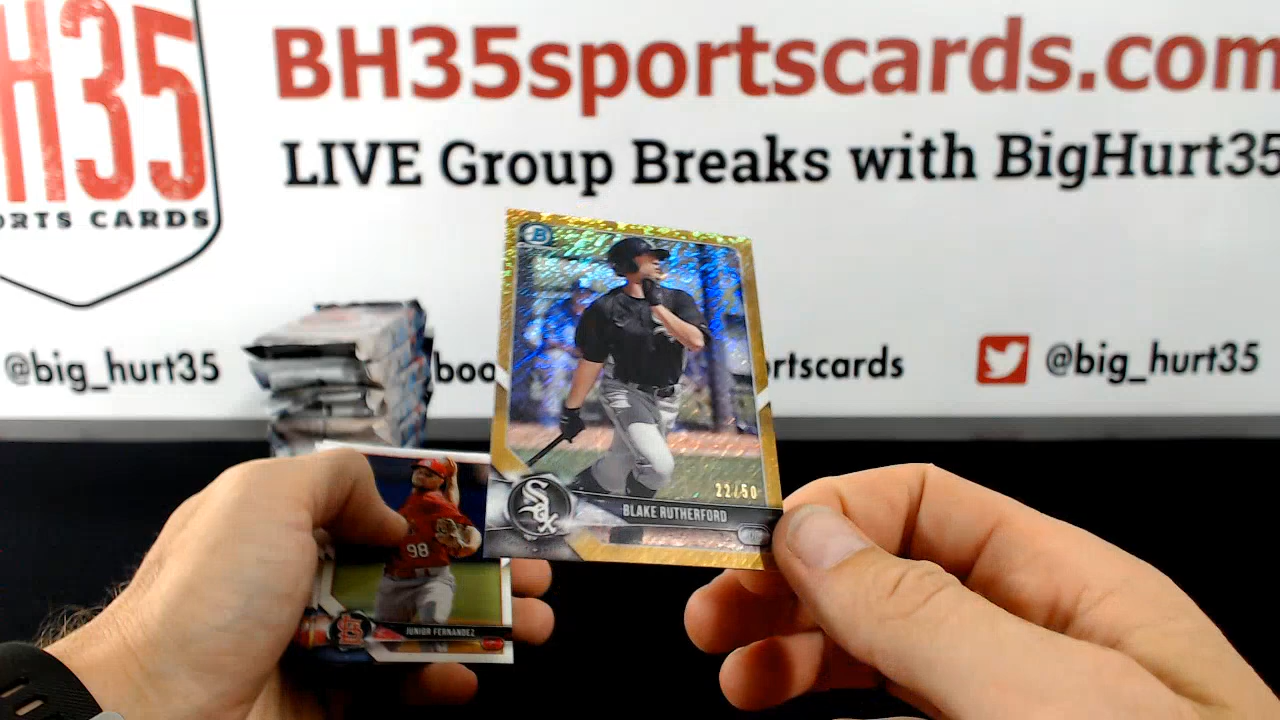 H35
ORTS CARDS
BH35sportscards.com
LIVE Group Breaks with BigHurt35
@big_hurt35
boo
rtscards
@big_hurt35
B
22/50
Sox
BLAKE RUTHERFORD
98
JUNIOR FERNANDEZ